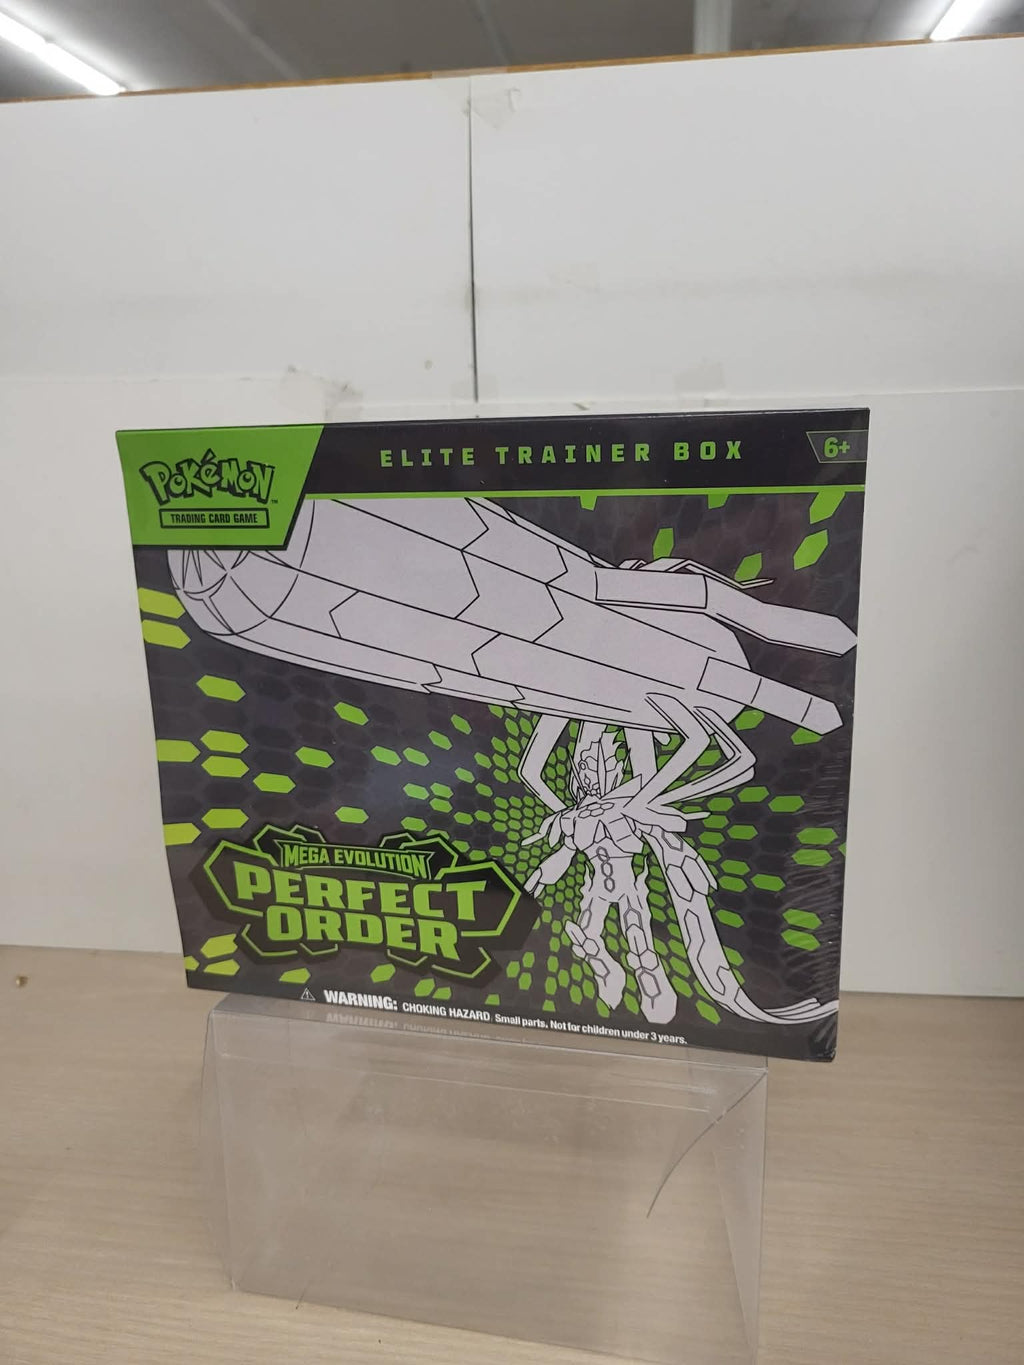 POKéMON
TM
TRADING CARD GAME
ELITE TRAINER BOX
6+
MEGA EVOLUTION
PERFECT
ORDER
WARNING: CHOKING HAZARD. Small parts. Not for children under 3 years.